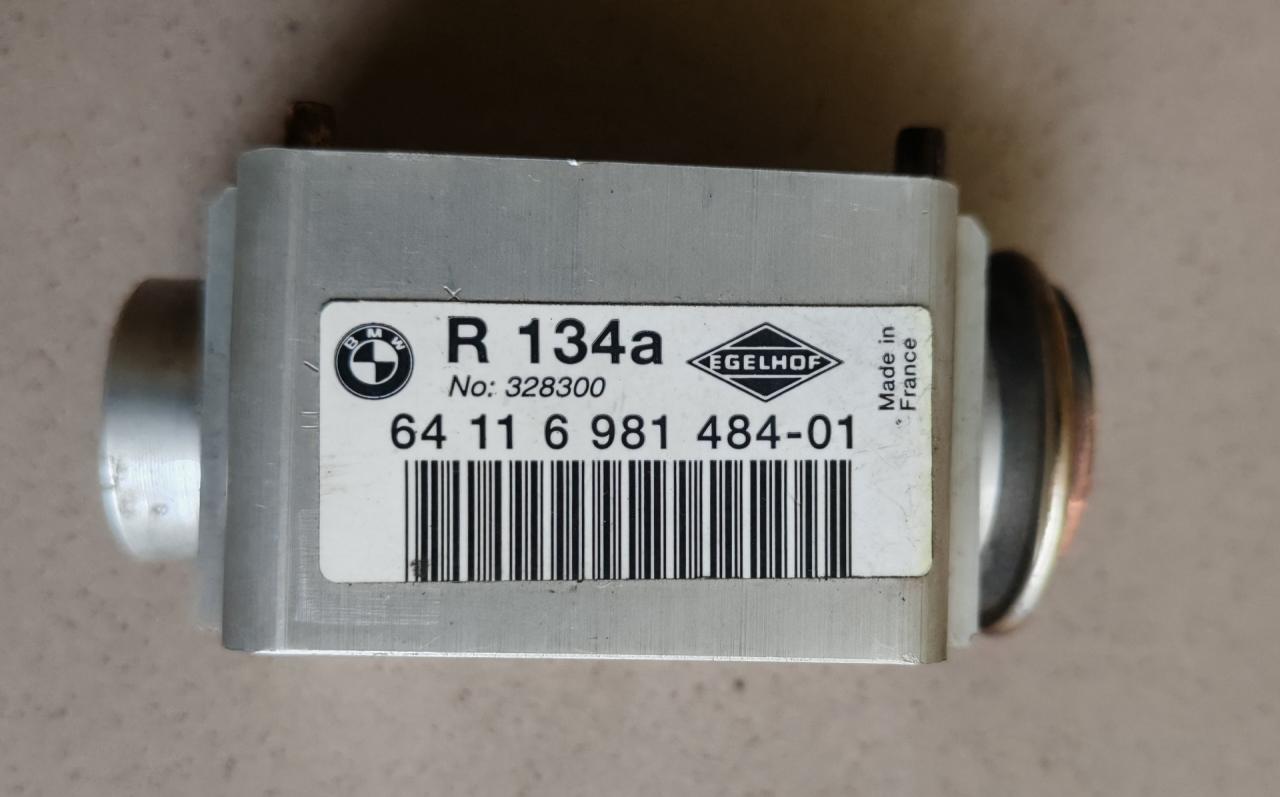 BMW
R 134a
No: 328300
EGELHOF
Made in
France
64 11 6 981 484-01